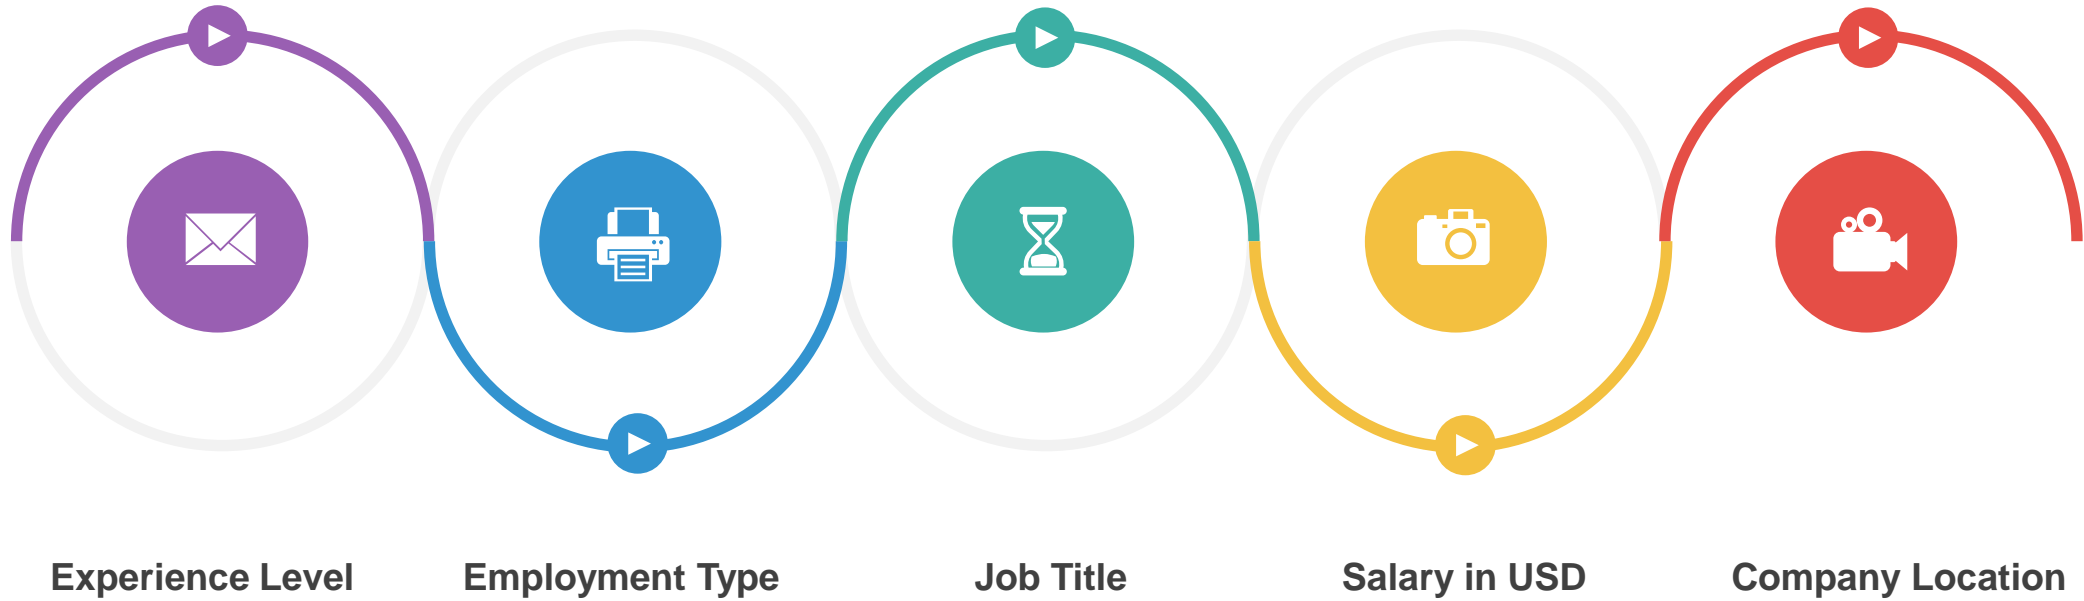 Experience Level
Employment Type
Job Title
Salary in USD
Company Location